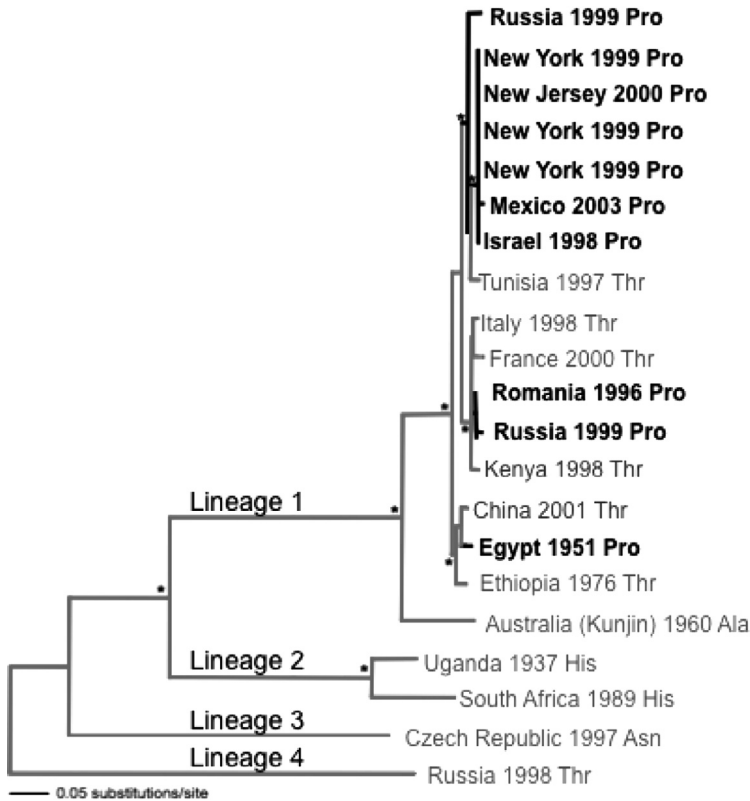 Russia 1999 Pro
New York 1999 Pro
New Jersey 2000 Pro
New York 1999 Pro
New York 1999 Pro
Mexico 2003 Pro
Israel 1998 Pro
Tunisia 1997 Thr
Italy 1998 Thr
France 2000 Thr
Romania 1996 Pro
Russia 1999 Pro
Kenya 1998 Thr
Lineage 1
China 2001 Thr
Egypt 1951 Pro
Ethiopia 1976 Thr
Australia (Kunjin) 1960 Ala
Lineage 2
Uganda 1937 His
South Africa 1989 His
Lineage 3
Czech Republic 1997 Asn
Lineage 4
Russia 1998 Thr
0.05 substitutions/site